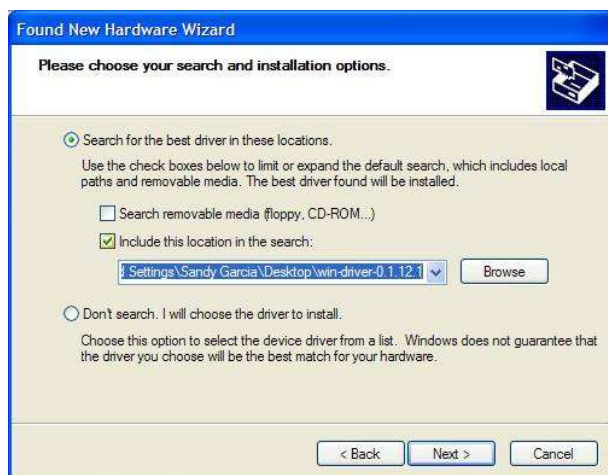 Found New Hardware Wizard
Please choose your search and installation options.
Search for the best driver in these locations.
Use the check boxes below to limit or expand the default search, which includes local
paths and removable media. The best driver found will be installed.
Search removable media (floppy, CD-ROM...)
Include this location in the search:
Settings\Sandy Garcia\Desktop\win-driver-0.1.12.1
Browse
Don't search. I will choose the driver to install.
Choose this option to select the device driver from a list. Windows does not guarantee that
the driver you choose will be the best match for your hardware.
< Back
Next >
Cancel